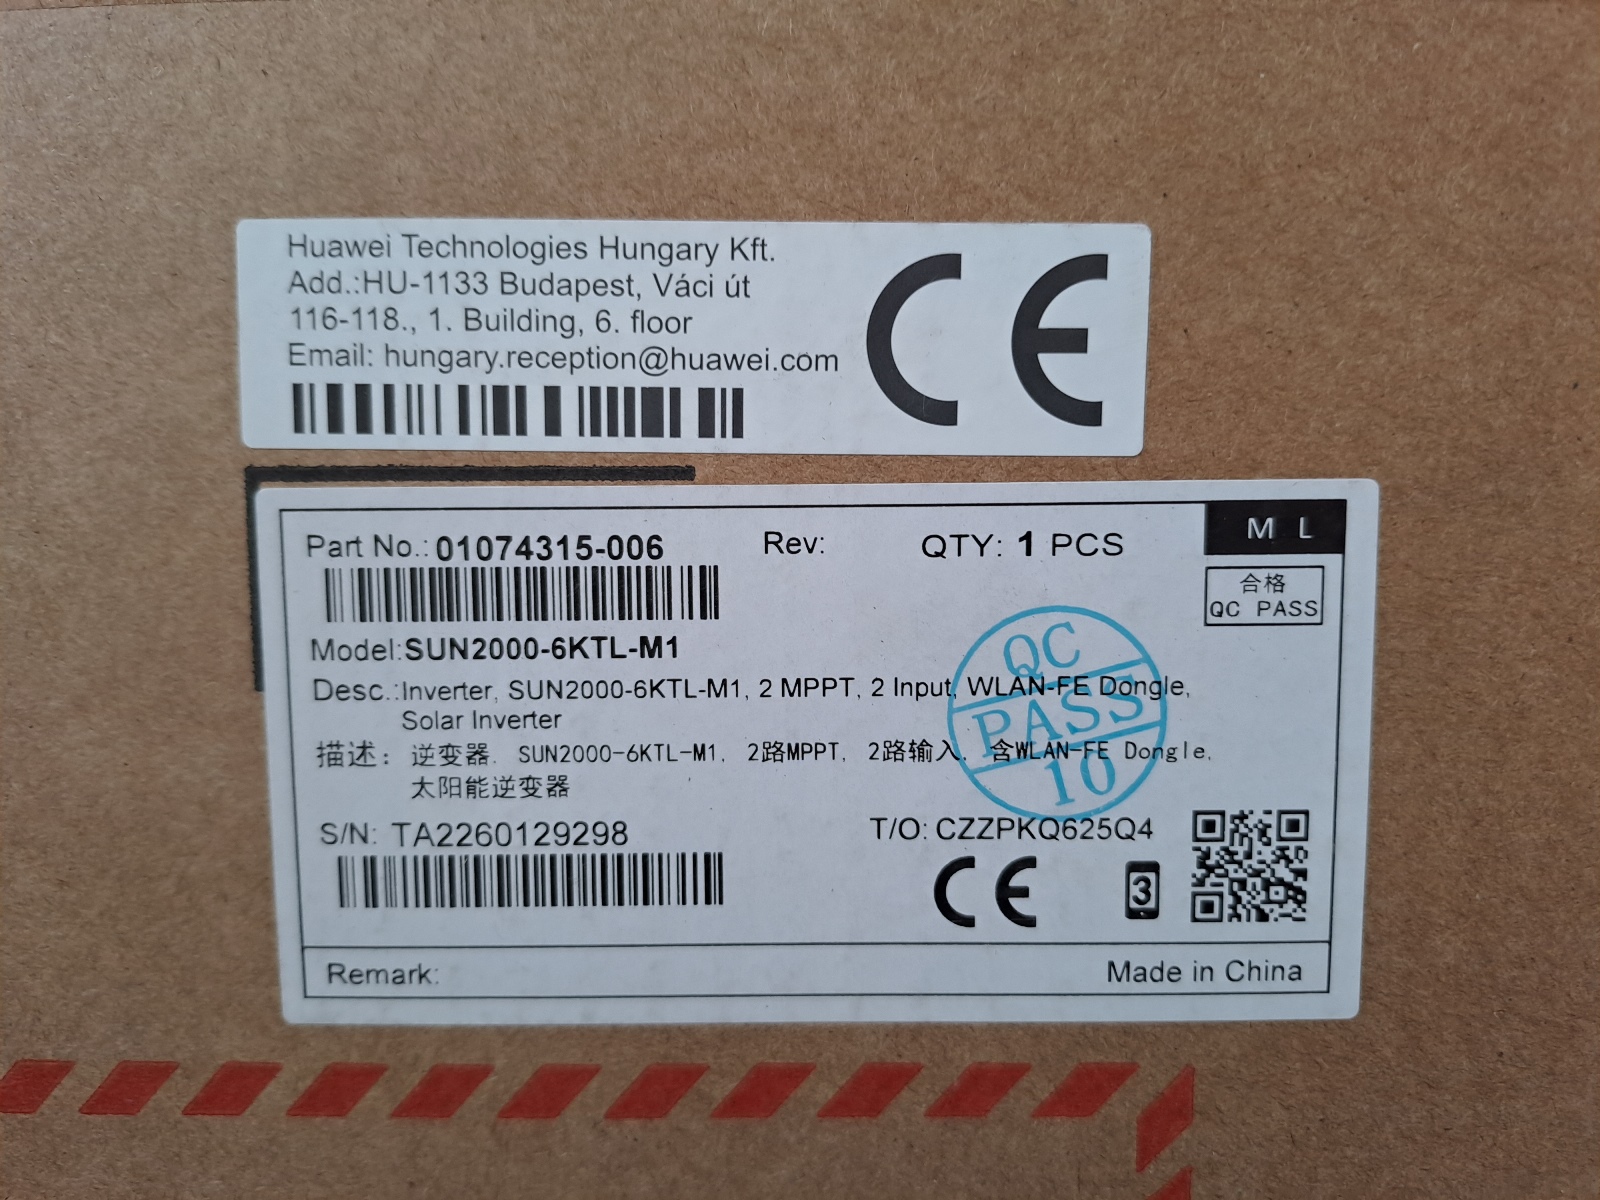 Huawei Technologies Hungary Kft.
Add.:HU-1133 Budapest, Váci út
116-118., 1. Building, 6. floor
Email: hungary.reception@huawei.com
CE
Part No.: 01074315-006 Rev: QTY: 1 PCS
M L
合格
QC PASS
Model:SUN2000-6KTL-M1
Desc.:Inverter, SUN2000-6KTL-M1, 2 MPPT, 2 Input, WLAN-FE Dongle,
Solar Inverter
描述: 逆变器, SUN2000-6KTL-M1, 2路MPPT, 2路输入, 含WLAN-FE Dongle,
太阳能逆变器
QC
PASS
10
S/N: TA2260129298 T/O: CZZPKQ625Q4
CE 3
Remark: Made in China